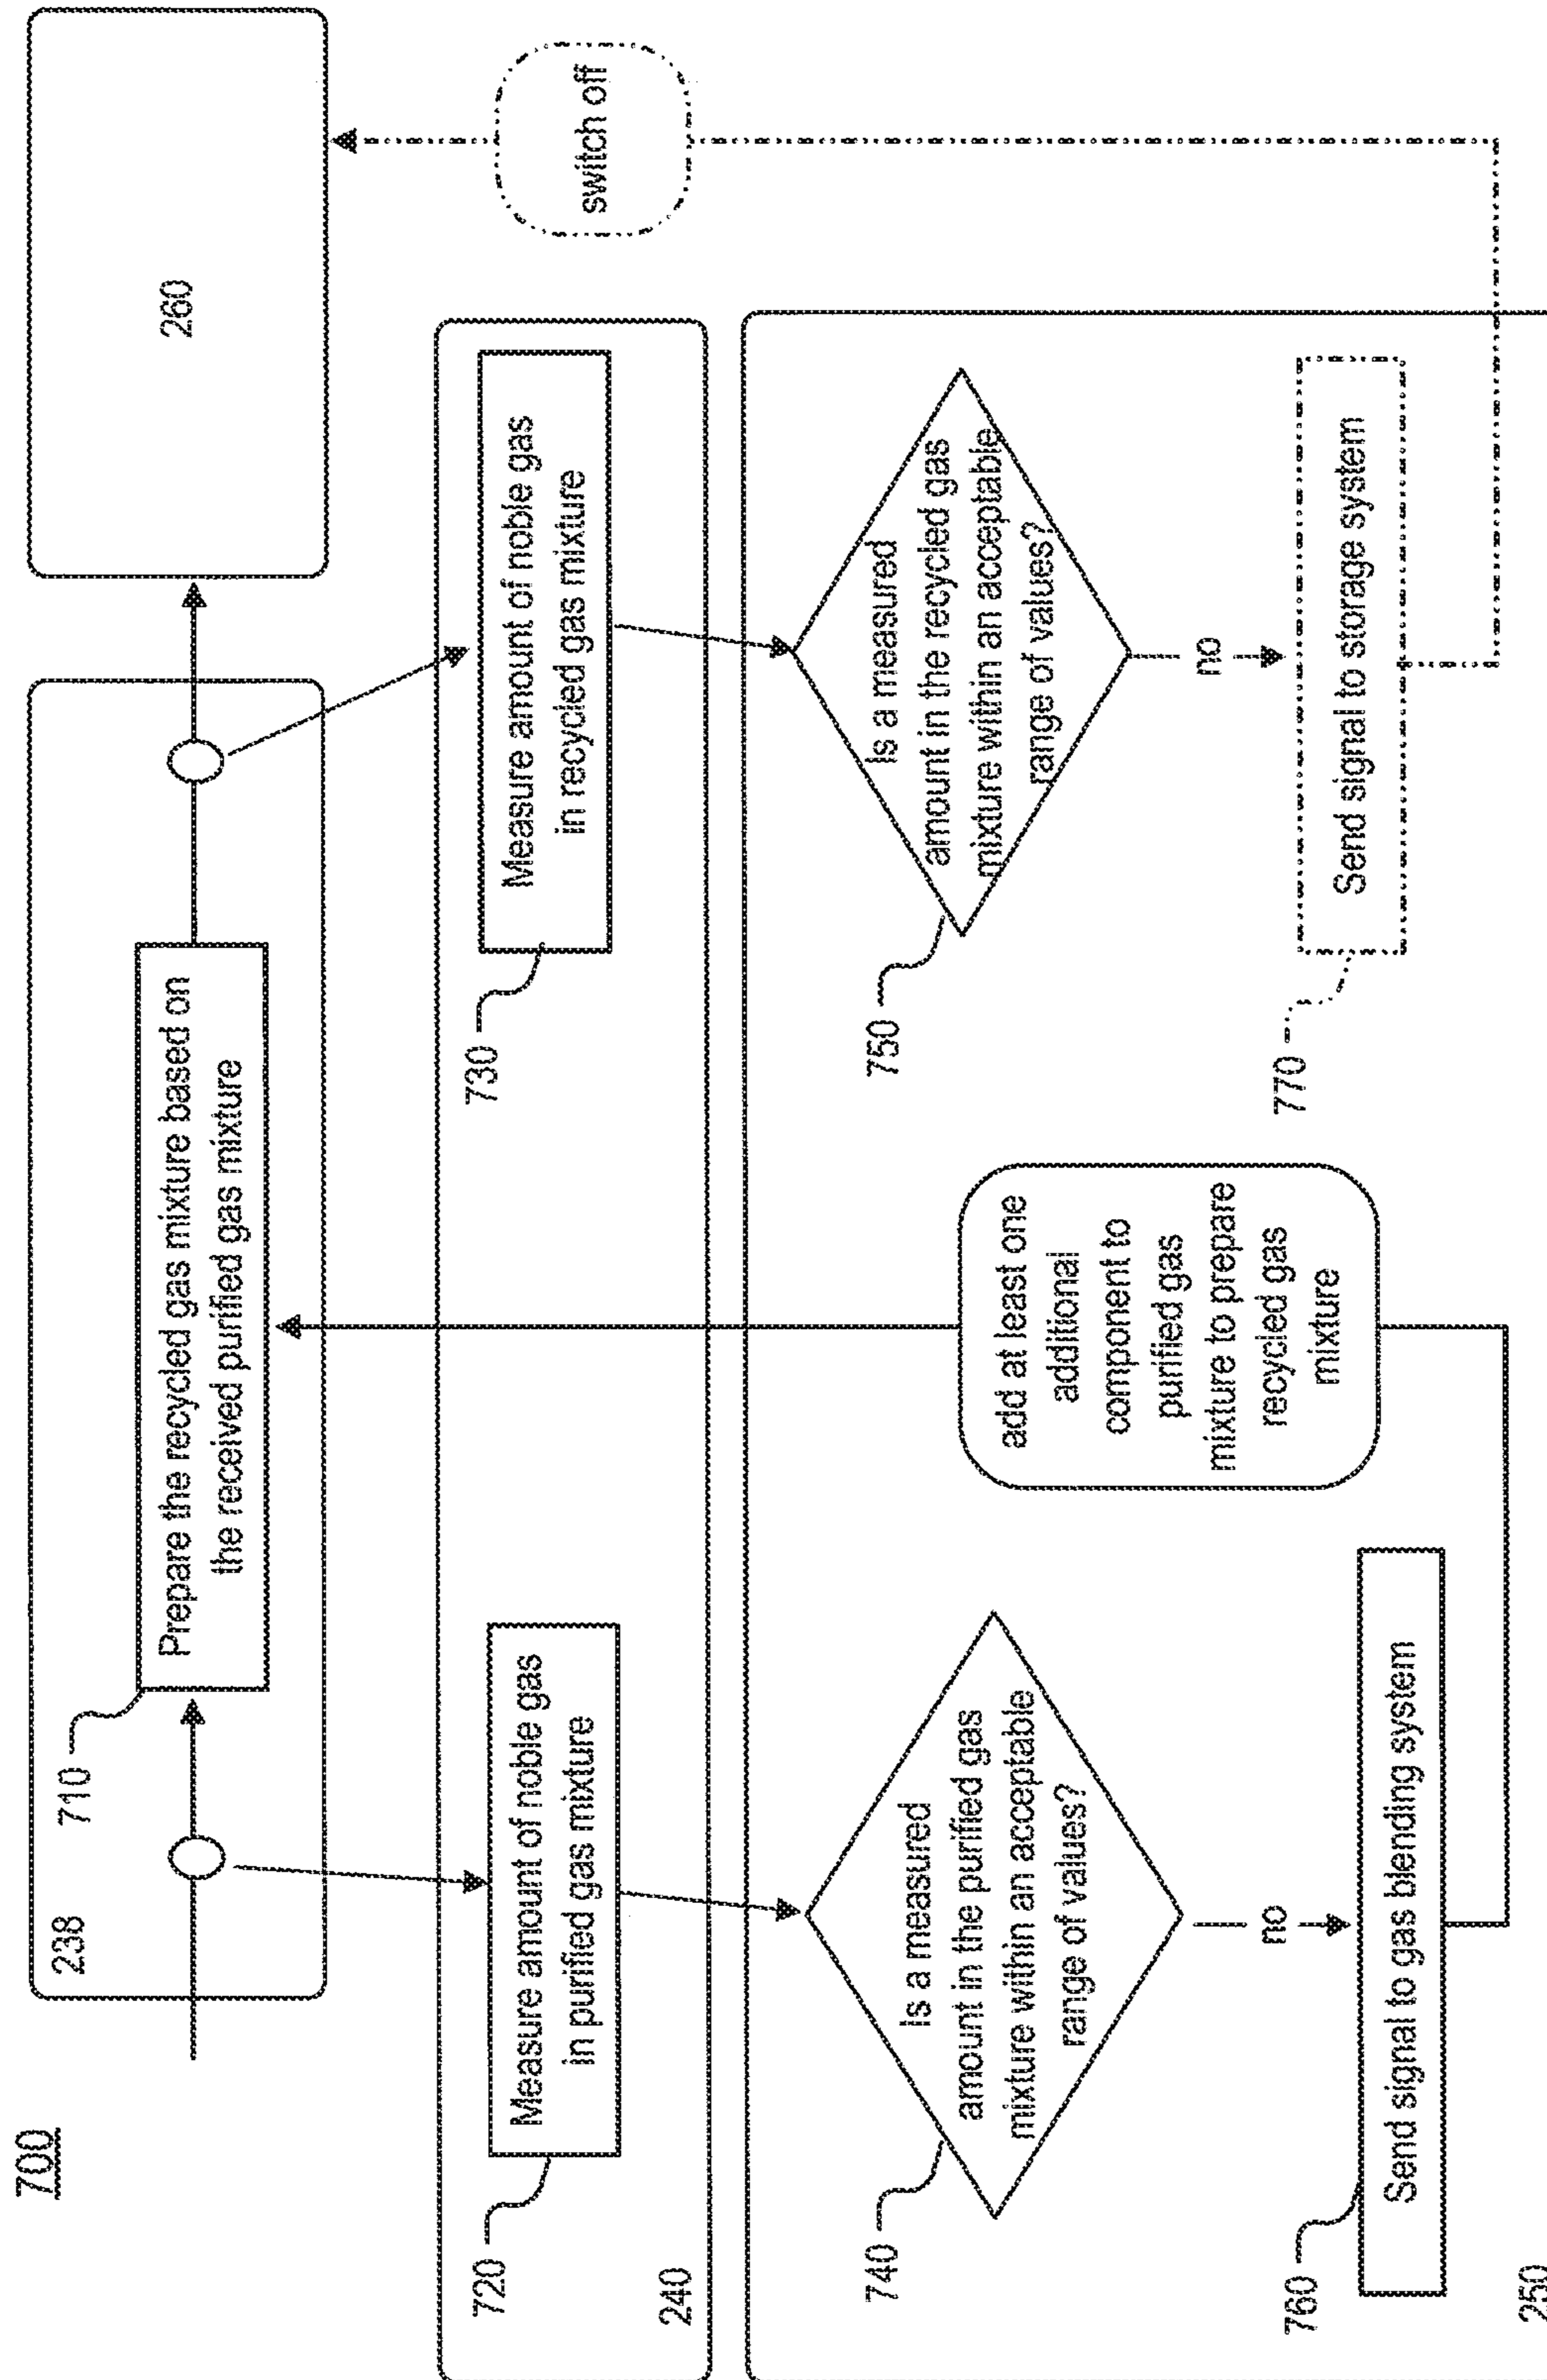 700
238
710
Prepare the recycled gas mixture based on
the received purified gas mixture
260
720
Measure amount of noble gas
in purified gas mixture
730
Measure amount of noble gas
in recycled gas mixture
switch off
240
740
Is a measured
amount in the purified gas
mixture within an acceptable
range of values?
no
add at least one
additional
component to
purified gas
mixture to prepare
recycled gas
mixture
750
Is a measured
amount in the recycled gas
mixture within an acceptable
range of values?
no
760
Send signal to gas blending system
770
Send signal to storage system
250